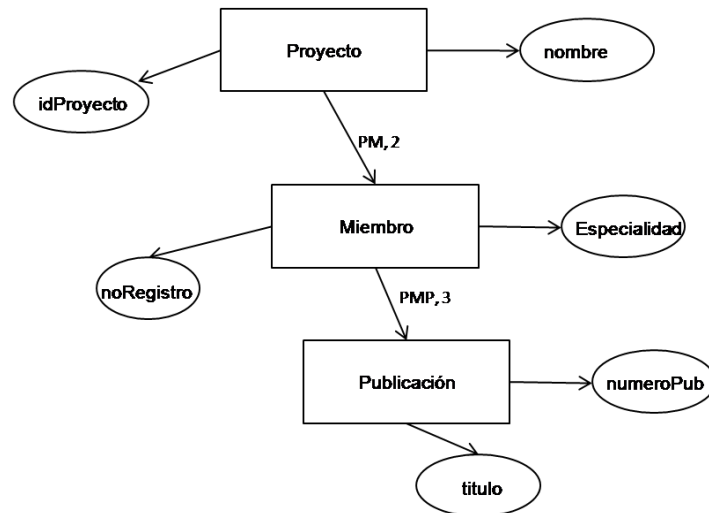 Proyecto
nombre
idProyecto
PM, 2
Miembro
Especialidad
noRegistro
PMP, 3
Publicación
numeroPub
titulo